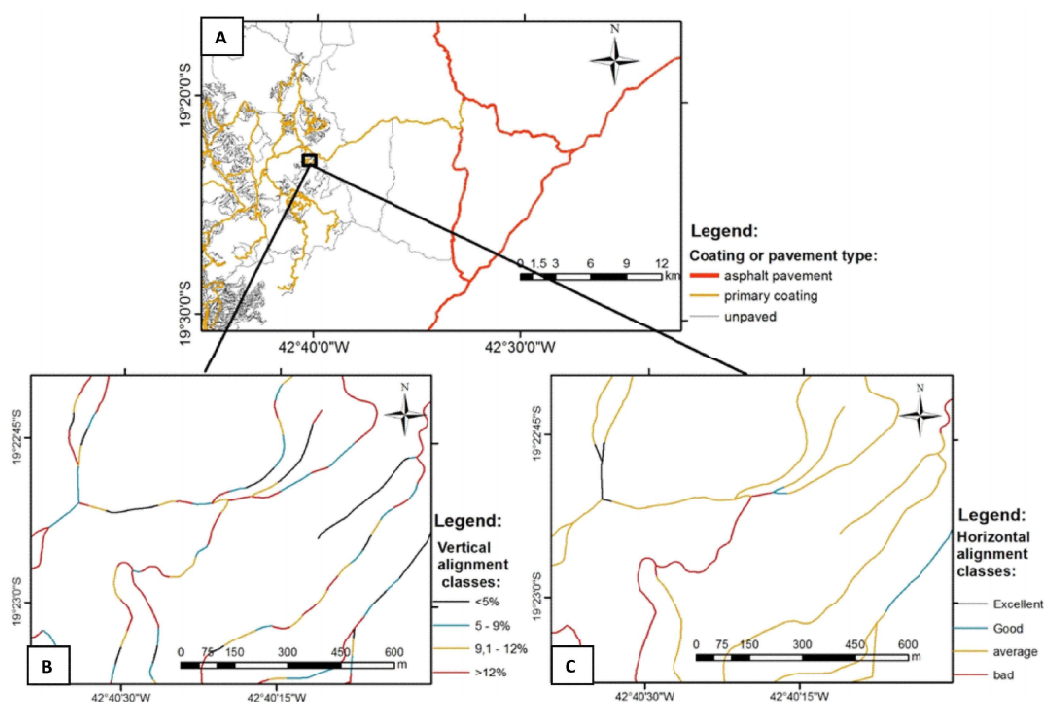 A
N
19°20'0"S
19°30'0"S
42°40'0"W
42°30'0"W
0 1.5 3 6 9 12
km
Legend:
Coating or pavement type:
asphalt pavement
primary coating
unpaved
B
N
19°22'45"S
19°23'0"S
42°40'30"W
42°40'15"W
0 75 150 300 450 600
m
Legend:
Vertical
alignment
classes:
<5%
5 - 9%
9,1 - 12%
>12%
C
N
19°22'45"S
19°23'0"S
42°40'30"W
42°40'15"W
0 75 150 300 450 600
m
Legend:
Horizontal
alignment
classes:
Excellent
Good
average
bad